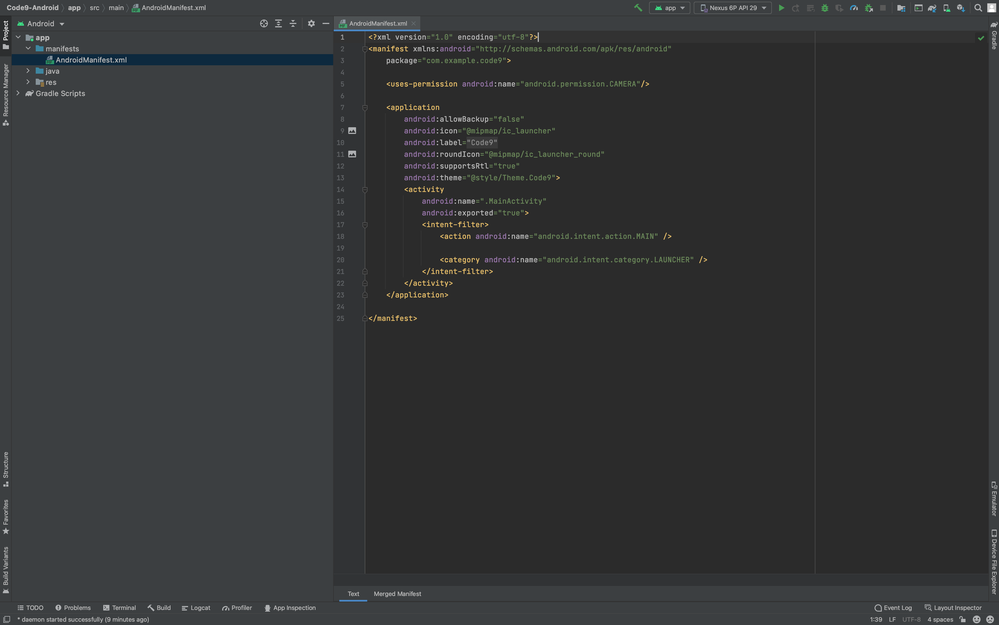 Code9-Android app src main AndroidManifest.xml
app
Nexus 6P API 29
Project
Resource Manager
Structure
Favorites
Build Variants
Android
app
manifests
AndroidManifest.xml
java
res
Gradle Scripts
AndroidManifest.xml
1 <?xml version="1.0" encoding="utf-8"?>
2 <manifest xmlns:android="http://schemas.android.com/apk/res/android"
3 package="com.example.code9">
4
5 <uses-permission android:name="android.permission.CAMERA"/>
6
7 <application
8 android:allowBackup="false"
9 android:icon="@mipmap/ic_launcher"
10 android:label="Code9"
11 android:roundIcon="@mipmap/ic_launcher_round"
12 android:supportsRtl="true"
13 android:theme="@style/Theme.Code9">
14 <activity
15 android:name=".MainActivity"
16 android:exported="true">
17 <intent-filter>
18 <action android:name="android.intent.action.MAIN" />
19
20 <category android:name="android.intent.category.LAUNCHER" />
21 </intent-filter>
22 </activity>
23 </application>
24
25 </manifest>
Gradle
Emulator
Device File Explorer
Text Merged Manifest
TODO Problems Terminal Build Logcat Profiler App Inspection Event Log Layout Inspector
* daemon started successfully (9 minutes ago) 1:39 LF UTF-8 4 spaces